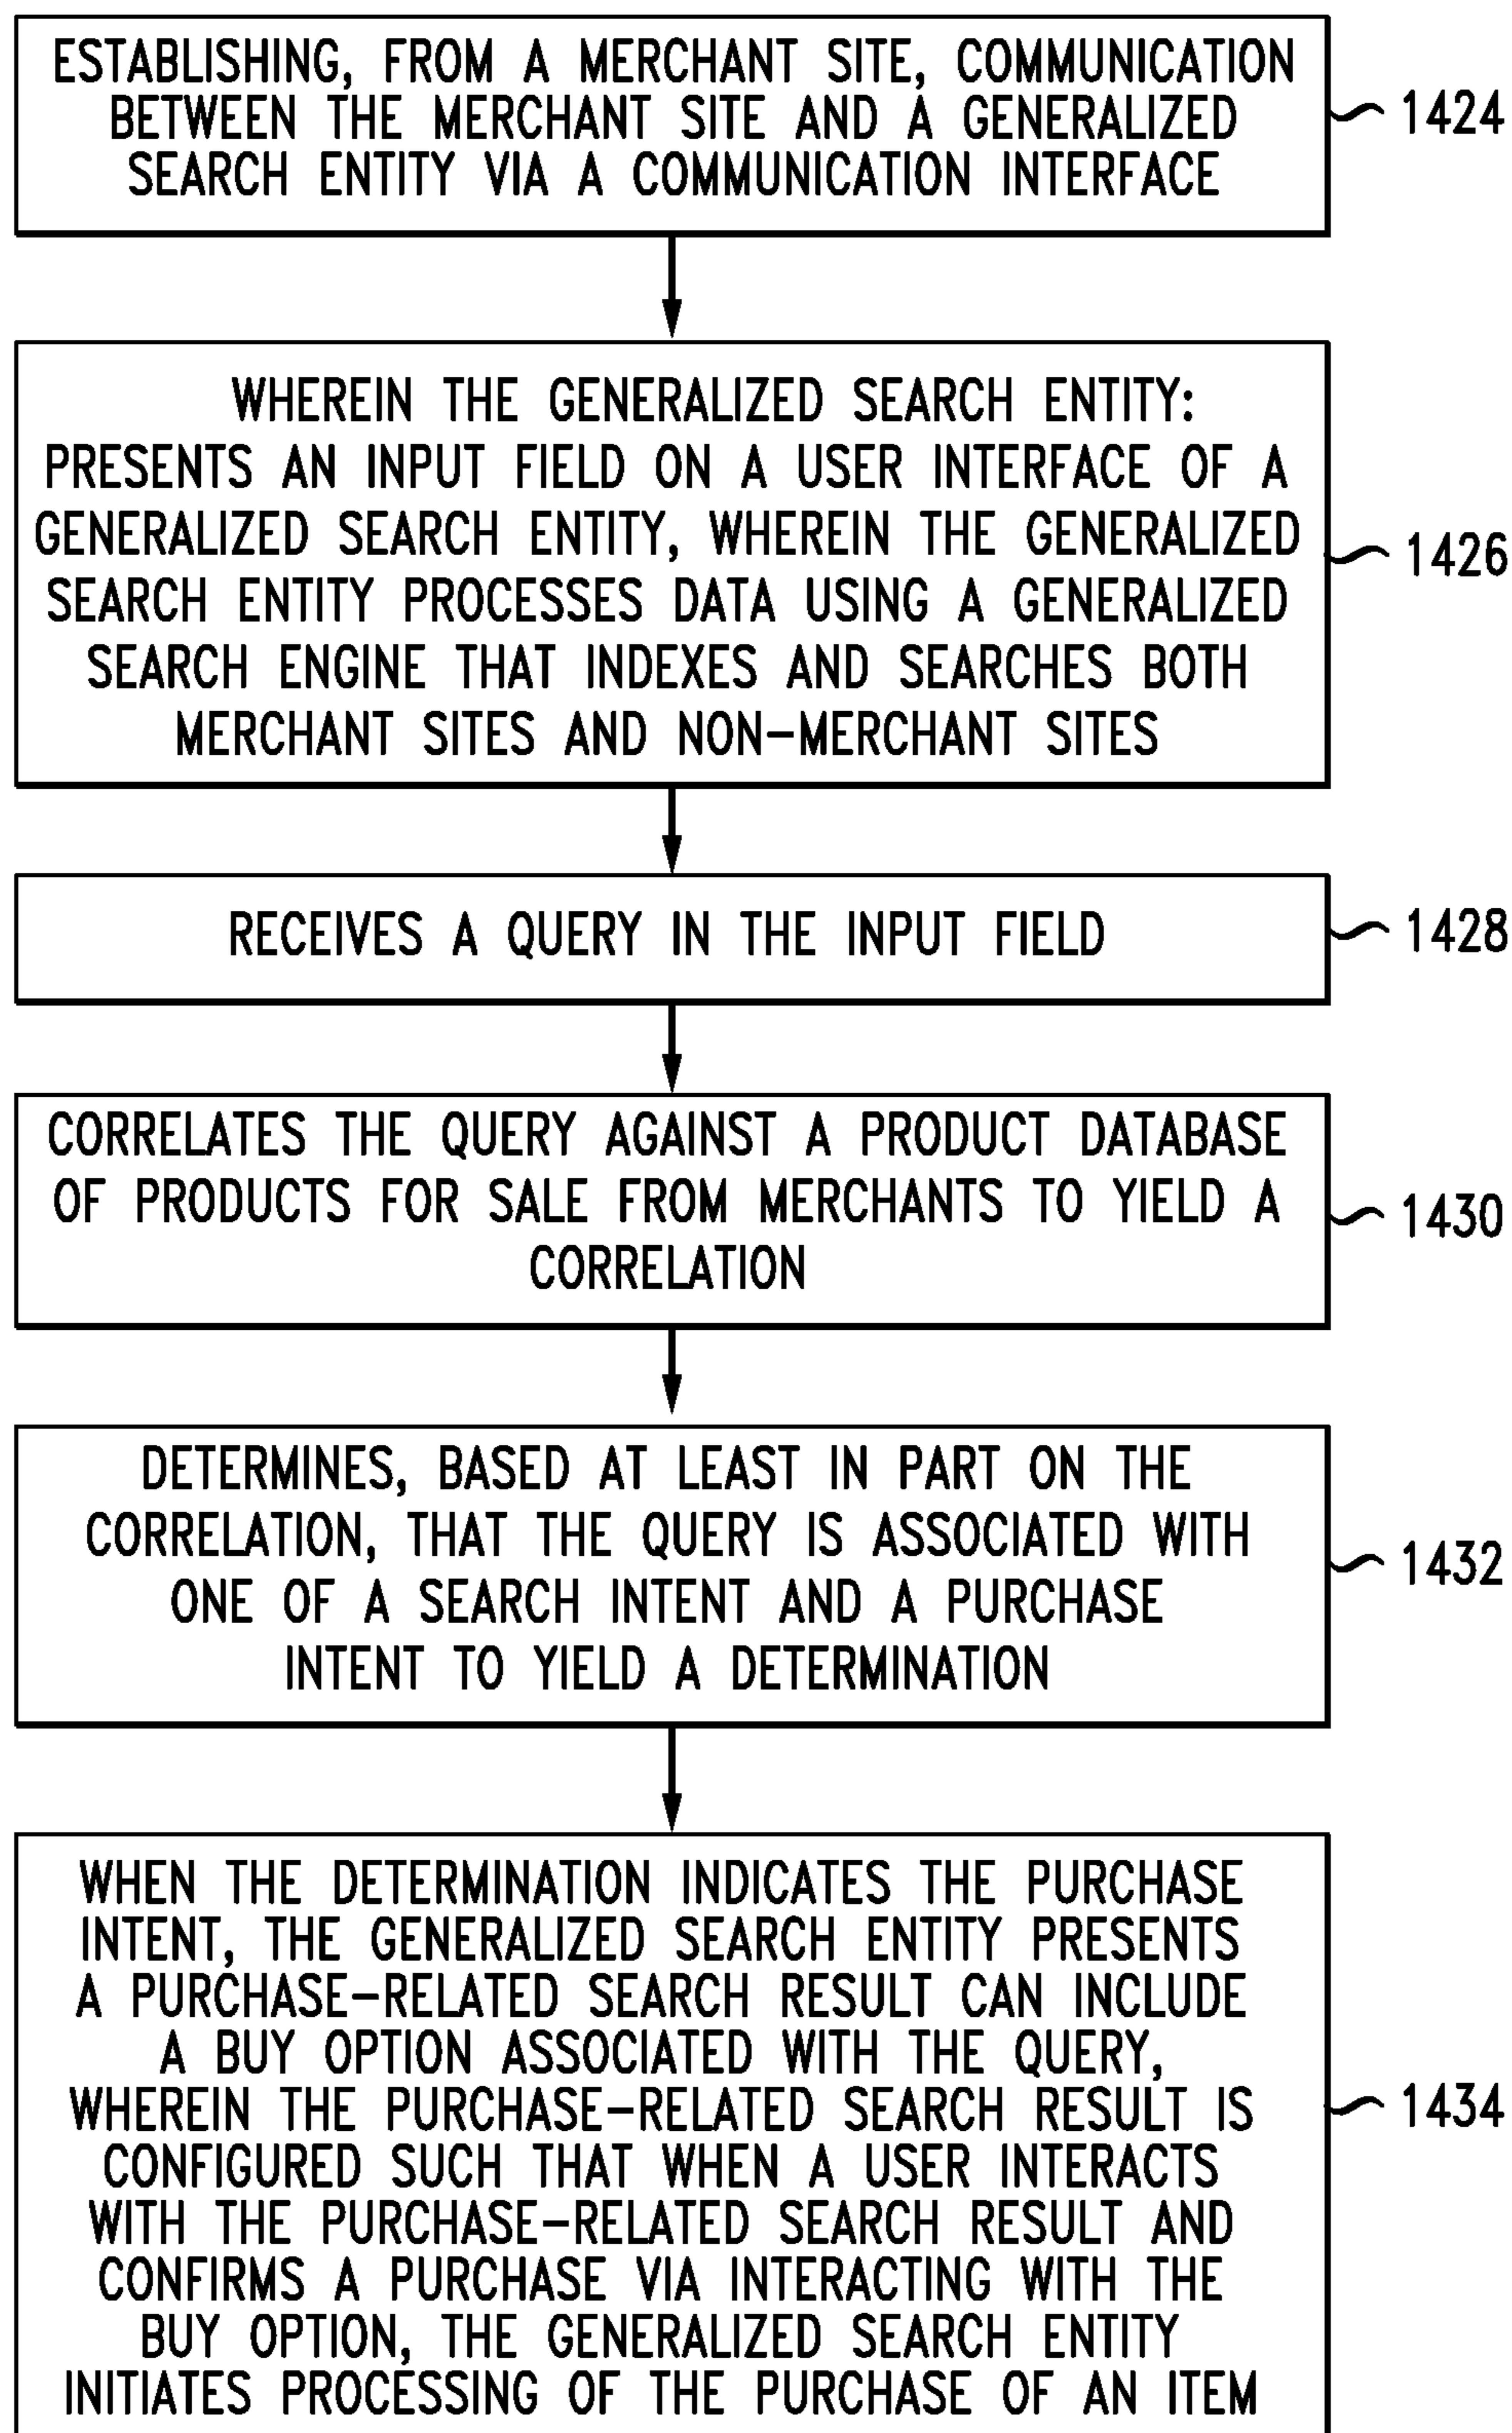 ESTABLISHING, FROM A MERCHANT SITE, COMMUNICATION
BETWEEN THE MERCHANT SITE AND A GENERALIZED
SEARCH ENTITY VIA A COMMUNICATION INTERFACE
1424
WHEREIN THE GENERALIZED SEARCH ENTITY:
PRESENTS AN INPUT FIELD ON A USER INTERFACE OF A
GENERALIZED SEARCH ENTITY, WHEREIN THE GENERALIZED
SEARCH ENTITY PROCESSES DATA USING A GENERALIZED
SEARCH ENGINE THAT INDEXES AND SEARCHES BOTH
MERCHANT SITES AND NON-MERCHANT SITES
1426
RECEIVES A QUERY IN THE INPUT FIELD
1428
CORRELATES THE QUERY AGAINST A PRODUCT DATABASE
OF PRODUCTS FOR SALE FROM MERCHANTS TO YIELD A
CORRELATION
1430
DETERMINES, BASED AT LEAST IN PART ON THE
CORRELATION, THAT THE QUERY IS ASSOCIATED WITH
ONE OF A SEARCH INTENT AND A PURCHASE
INTENT TO YIELD A DETERMINATION
1432
WHEN THE DETERMINATION INDICATES THE PURCHASE
INTENT, THE GENERALIZED SEARCH ENTITY PRESENTS
A PURCHASE-RELATED SEARCH RESULT CAN INCLUDE
A BUY OPTION ASSOCIATED WITH THE QUERY,
WHEREIN THE PURCHASE-RELATED SEARCH RESULT IS
CONFIGURED SUCH THAT WHEN A USER INTERACTS
WITH THE PURCHASE-RELATED SEARCH RESULT AND
CONFIRMS A PURCHASE VIA INTERACTING WITH THE
BUY OPTION, THE GENERALIZED SEARCH ENTITY
INITIATES PROCESSING OF THE PURCHASE OF AN ITEM
1434